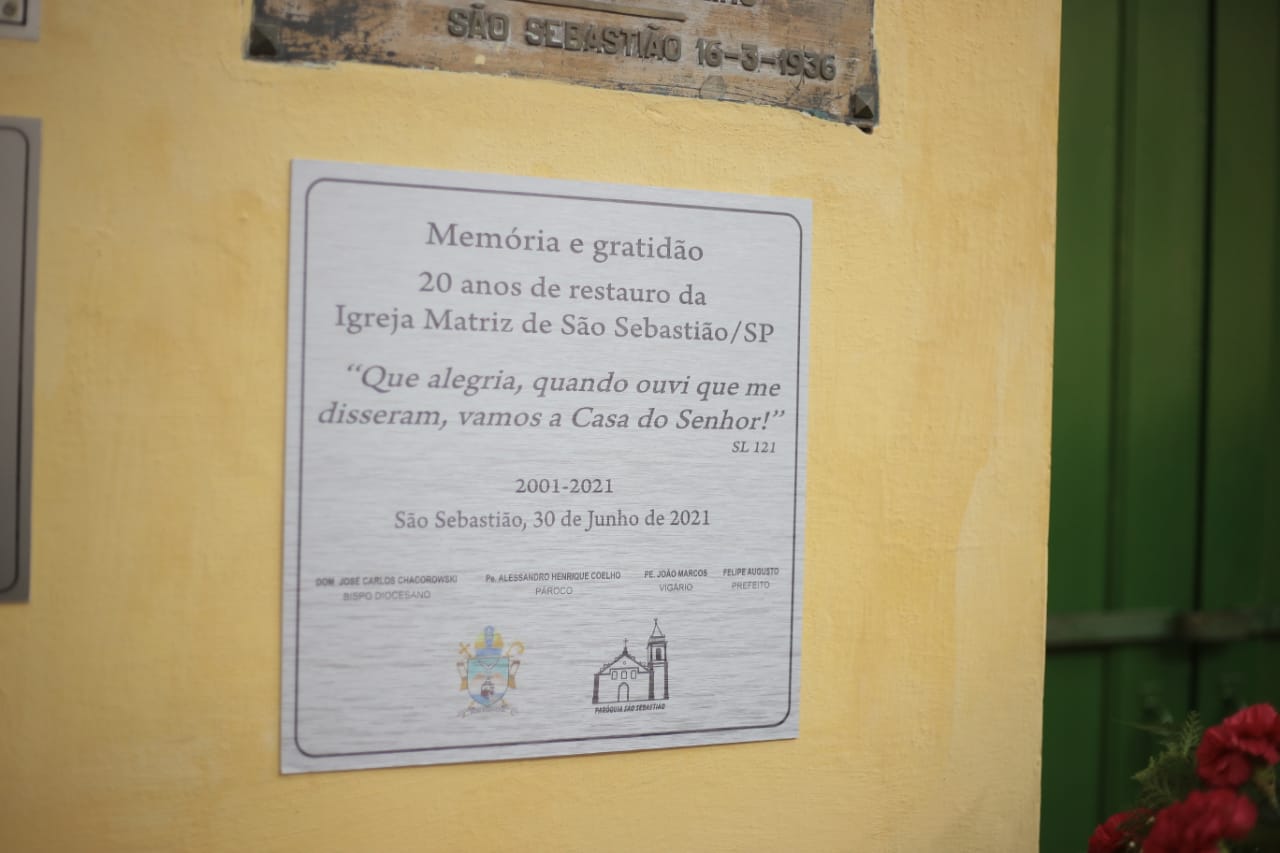 SÃO SEBASTIÃO 16-3-1936
Memória e gratidão
20 anos de restauro da
Igreja Matriz de São Sebastião/SP
“Que alegria, quando ouvi que me
disseram, vamos a Casa do Senhor!”
SL 121
2001-2021
São Sebastião, 30 de Junho de 2021
DOM JOSÉ CARLOS CHACOROWSKI
BISPO DIOCESANO
Pe. ALESSANDRO HENRIQUE COELHO
PÁROCO
PE. JOÃO MARCOS
VIGÁRIO
FELIPE AUGUSTO
PREFEITO
PARÓQUIA SÃO SEBASTIÃO